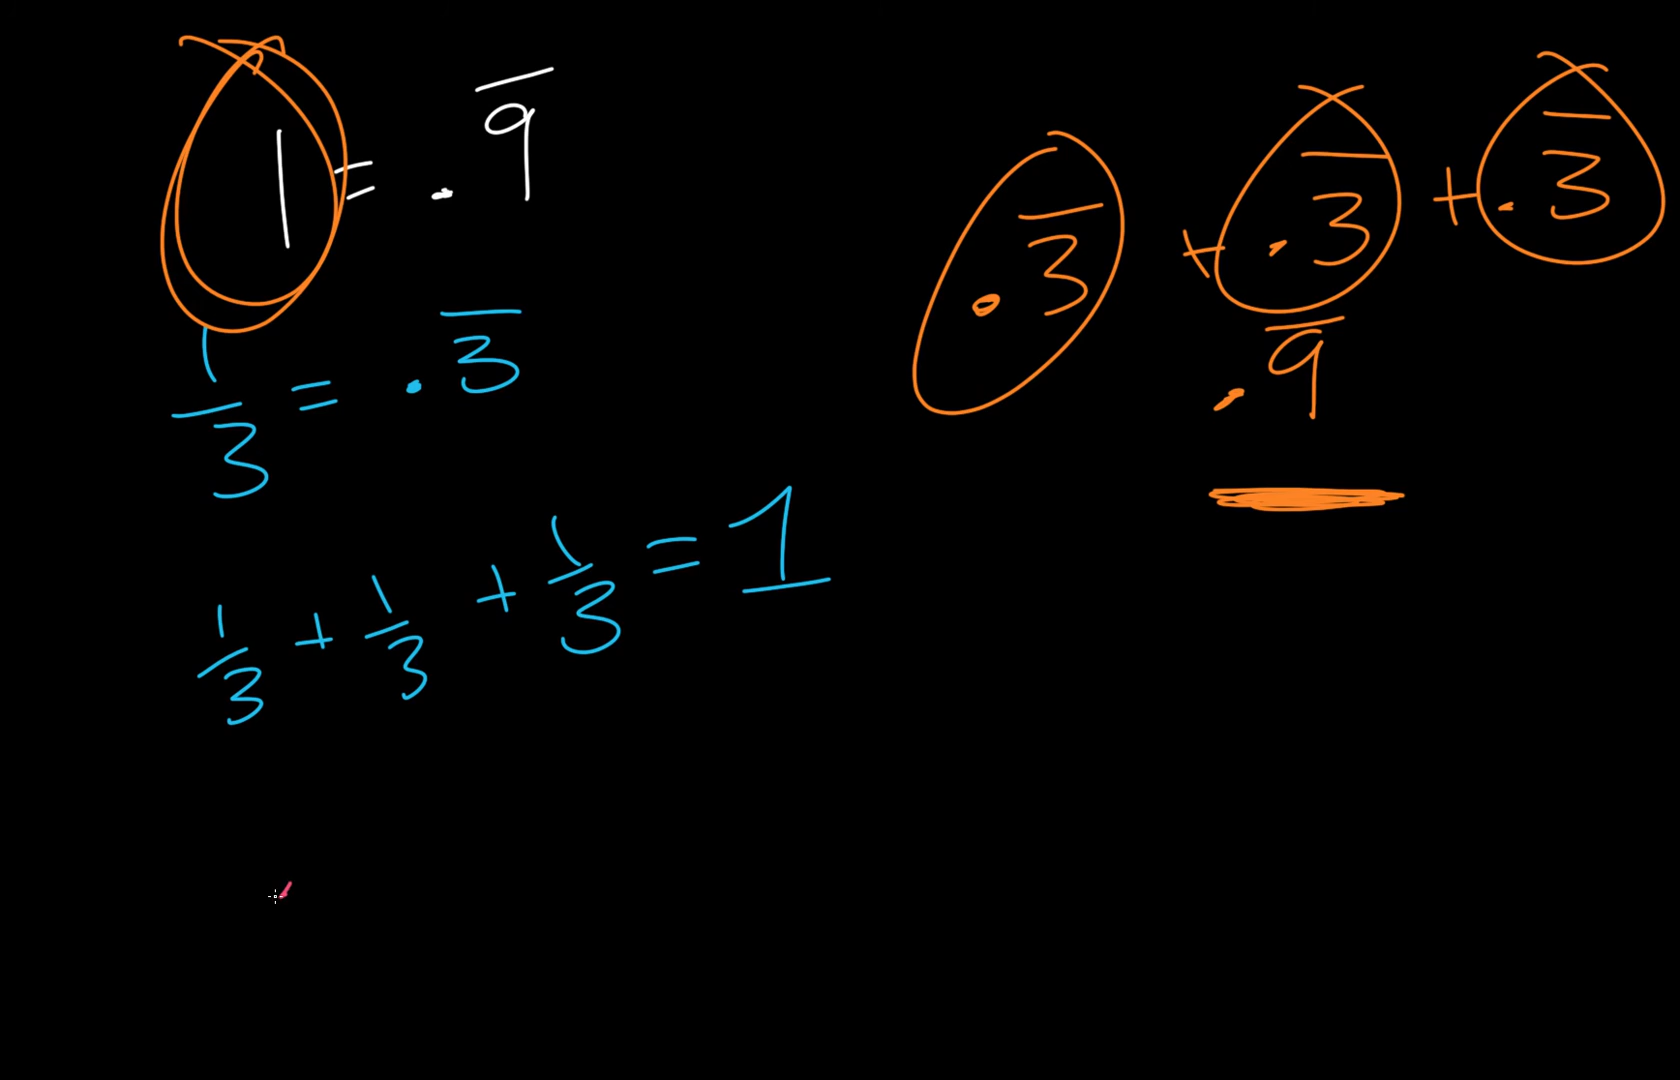 1 = .9̅
1/3 = .3̅
1/3 + 1/3 + 1/3 = 1
.3̅ + .3̅ + .3̅
.9̅